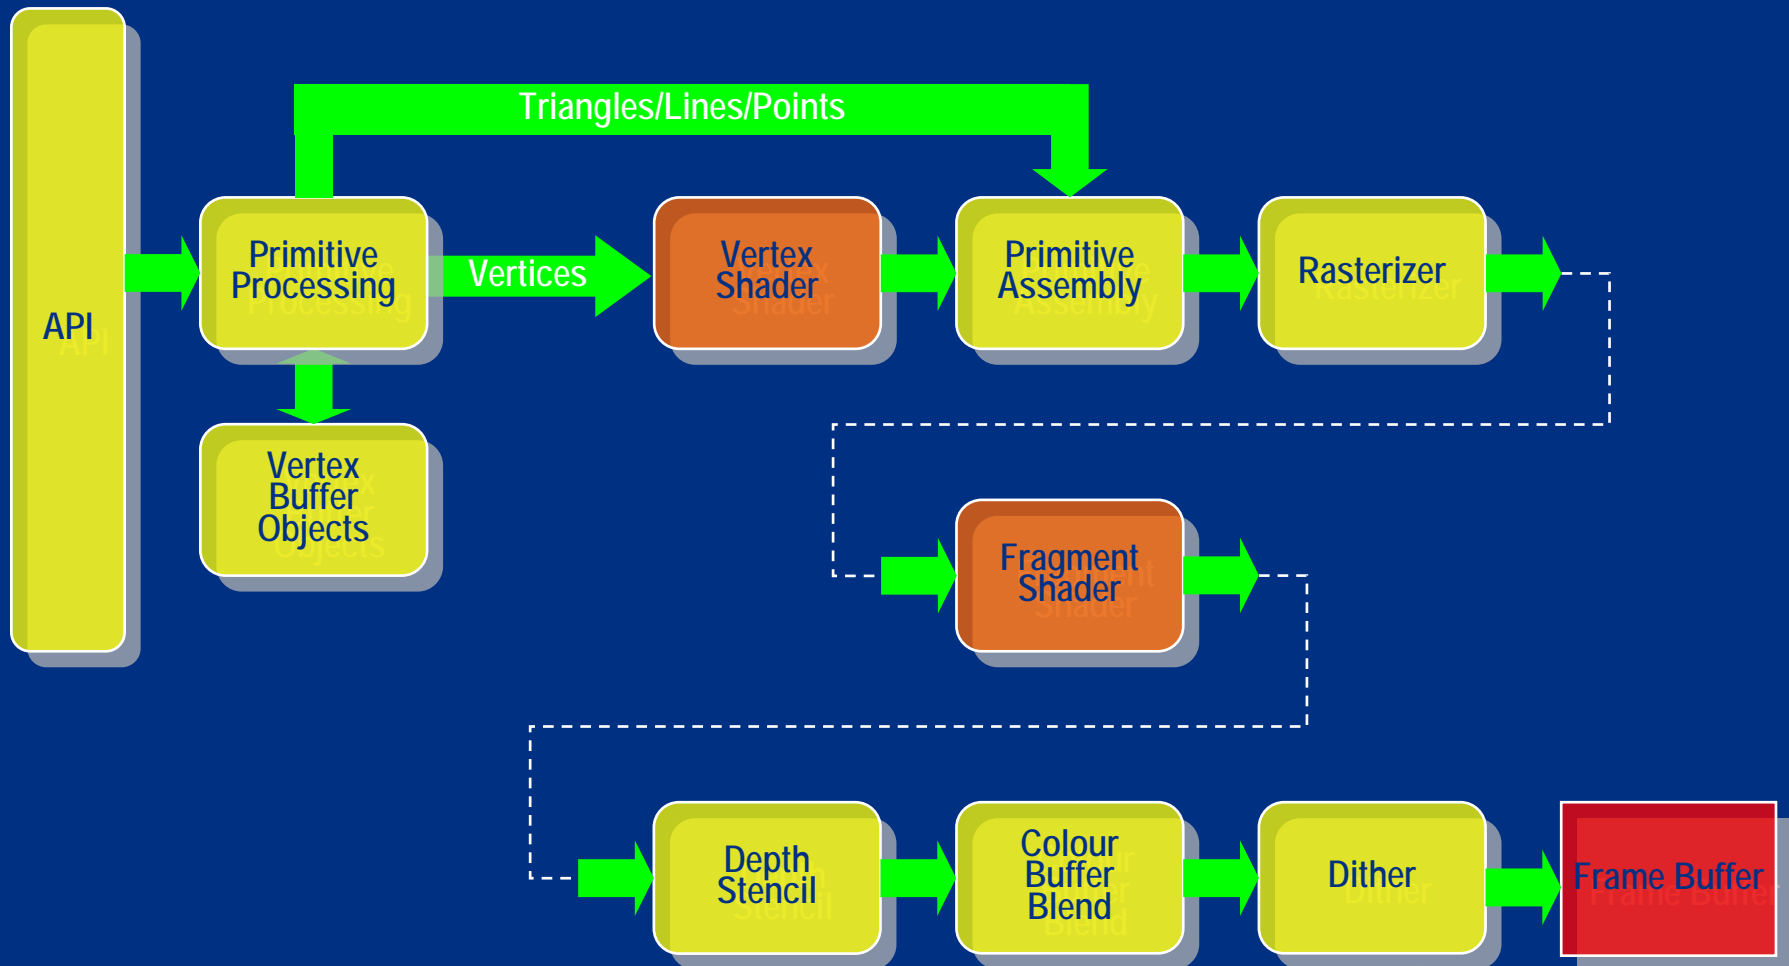 Triangles/Lines/Points
API
Primitive
Processing
Vertices
Vertex
Shader
Primitive
Assembly
Rasterizer
Vertex
Buffer
Objects
Fragment
Shader
Depth
Stencil
Colour
Buffer
Blend
Dither
Frame Buffer